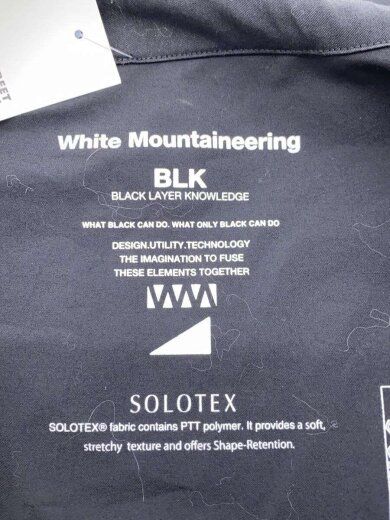 REET
White Mountaineering
BLK
BLACK LAYER KNOWLEDGE
WHAT BLACK CAN DO. WHAT ONLY BLACK CAN DO
DESIGN.UTILITY.TECHNOLOGY
THE IMAGINATION TO FUSE
THESE ELEMENTS TOGETHER
SOLOTEX
SOLOTEX® fabric contains PTT polymer. It provides a soft,
stretchy texture and offers Shape-Retention.